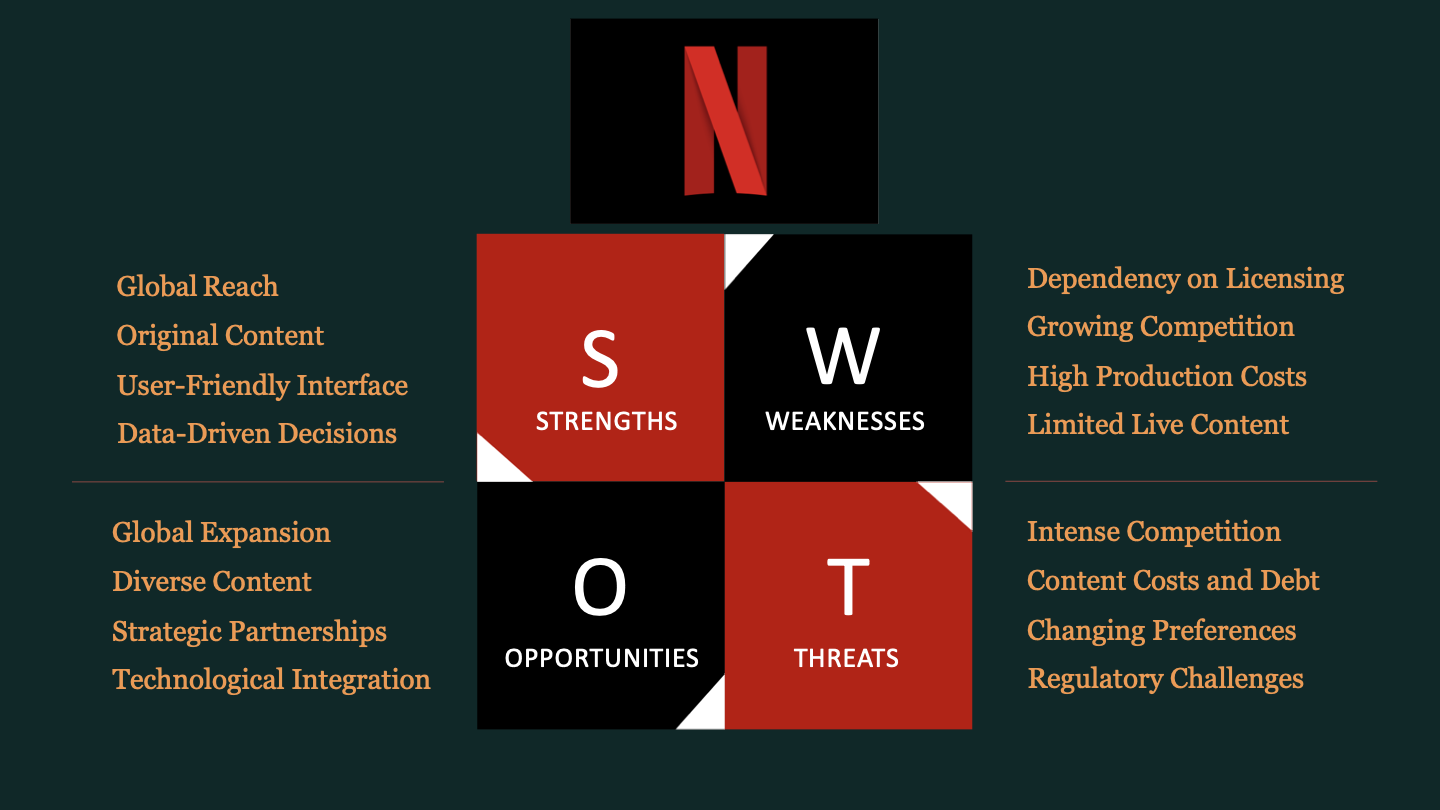 N
Global Reach
Original Content
User-Friendly Interface
Data-Driven Decisions
S
STRENGTHS
W
WEAKNESSES
Dependency on Licensing
Growing Competition
High Production Costs
Limited Live Content
Global Expansion
Diverse Content
Strategic Partnerships
Technological Integration
O
OPPORTUNITIES
T
THREATS
Intense Competition
Content Costs and Debt
Changing Preferences
Regulatory Challenges